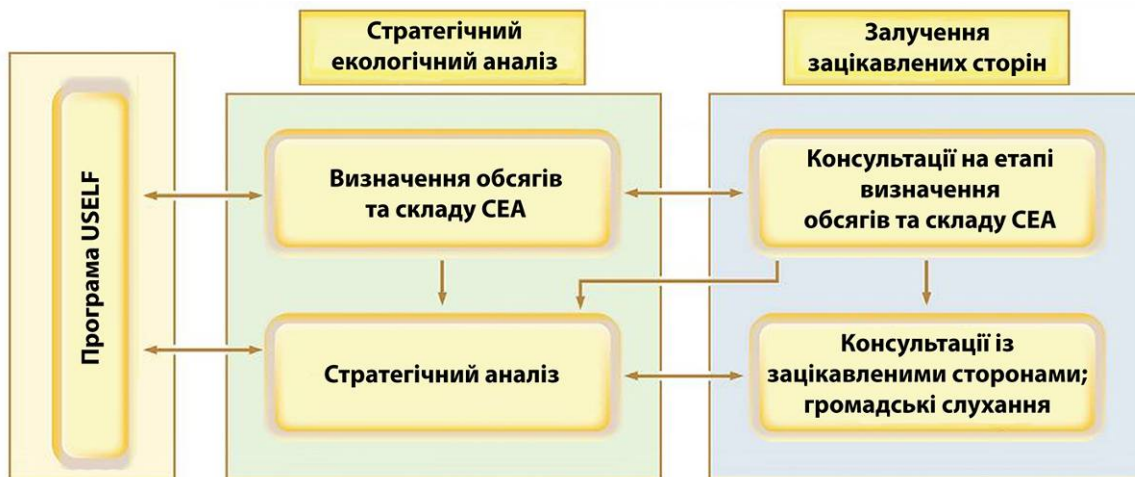 Стратегічний
екологічний аналіз
Залучення
зацікавлених сторін
Програма USELF
Визначення обсягів
та складу СЕА
Консультації на етапі
визначення
обсягів та складу СЕА
Стратегічний аналіз
Консультації із
зацікавленими сторонами;
громадські слухання